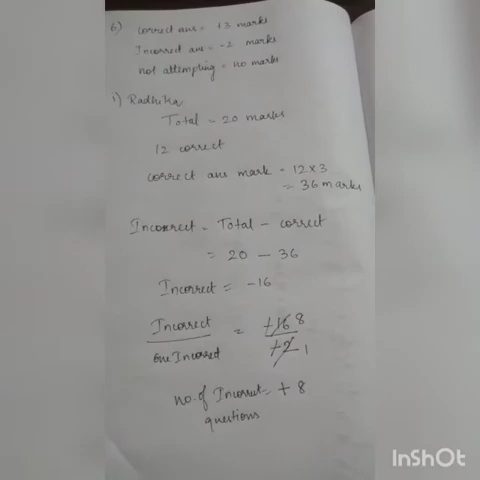 6) correct ans = +3 marks
Incorrect ans = -2 marks
not attempting = no marks
1) Radhika
Total = 20 marks
12 correct
correct ans mark = 12 x 3
= 36 marks
Incorrect = Total - correct
= 20 - 36
Incorrect = -16
Incorrect / one Incorrect = +16 8 / +2 1
no. of Incorrect = + 8
questions
InShOt